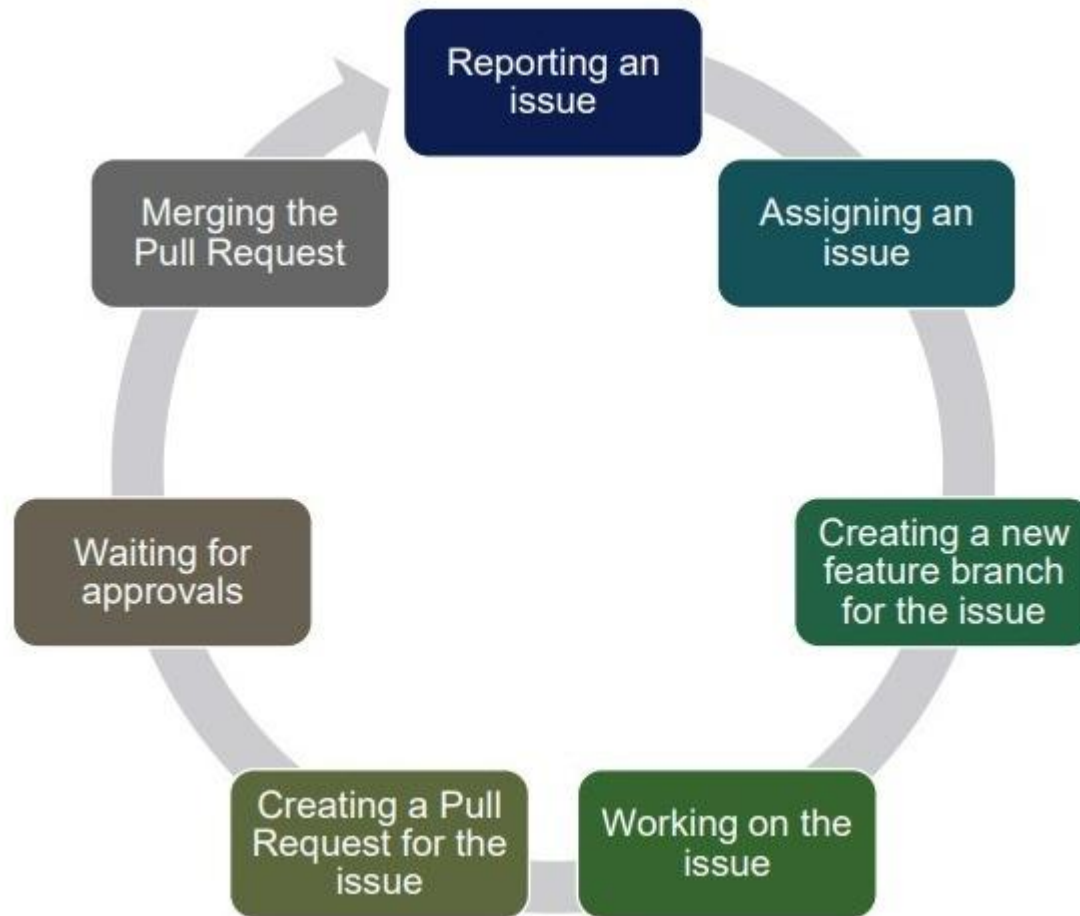 Reporting an
issue
Assigning an
issue
Creating a new
feature branch
for the issue
Working on the
issue
Creating a Pull
Request for the
issue
Waiting for
approvals
Merging the
Pull Request